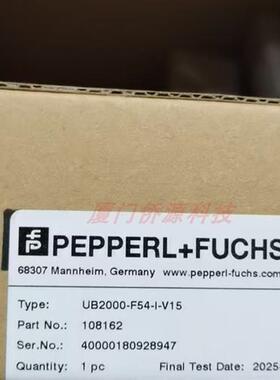 厦门侨源科技
PEPPERL+FUCHS
68307 Mannheim, Germany www.pepperl-fuchs.com
Type: UB2000-F54-I-V15
Part No.: 108162
Ser.No.: 40000180928947
Quantity: 1 pc Final Test Date: 2025